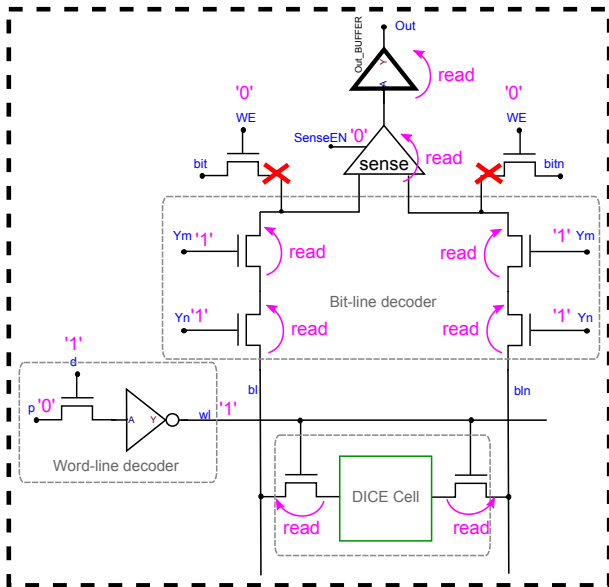 Out
Out_BUFFER
Y
A
read
'0'
WE
'0'
WE
SenseEN '0'
sense
read
bit
bitn
Ym '1'
read
read
'1' Ym
Bit-line decoder
Yn '1'
read
read
'1' Yn
'1'
d
p '0'
A
Y
wl '1'
bl
bln
Word-line decoder
DICE Cell
read
read